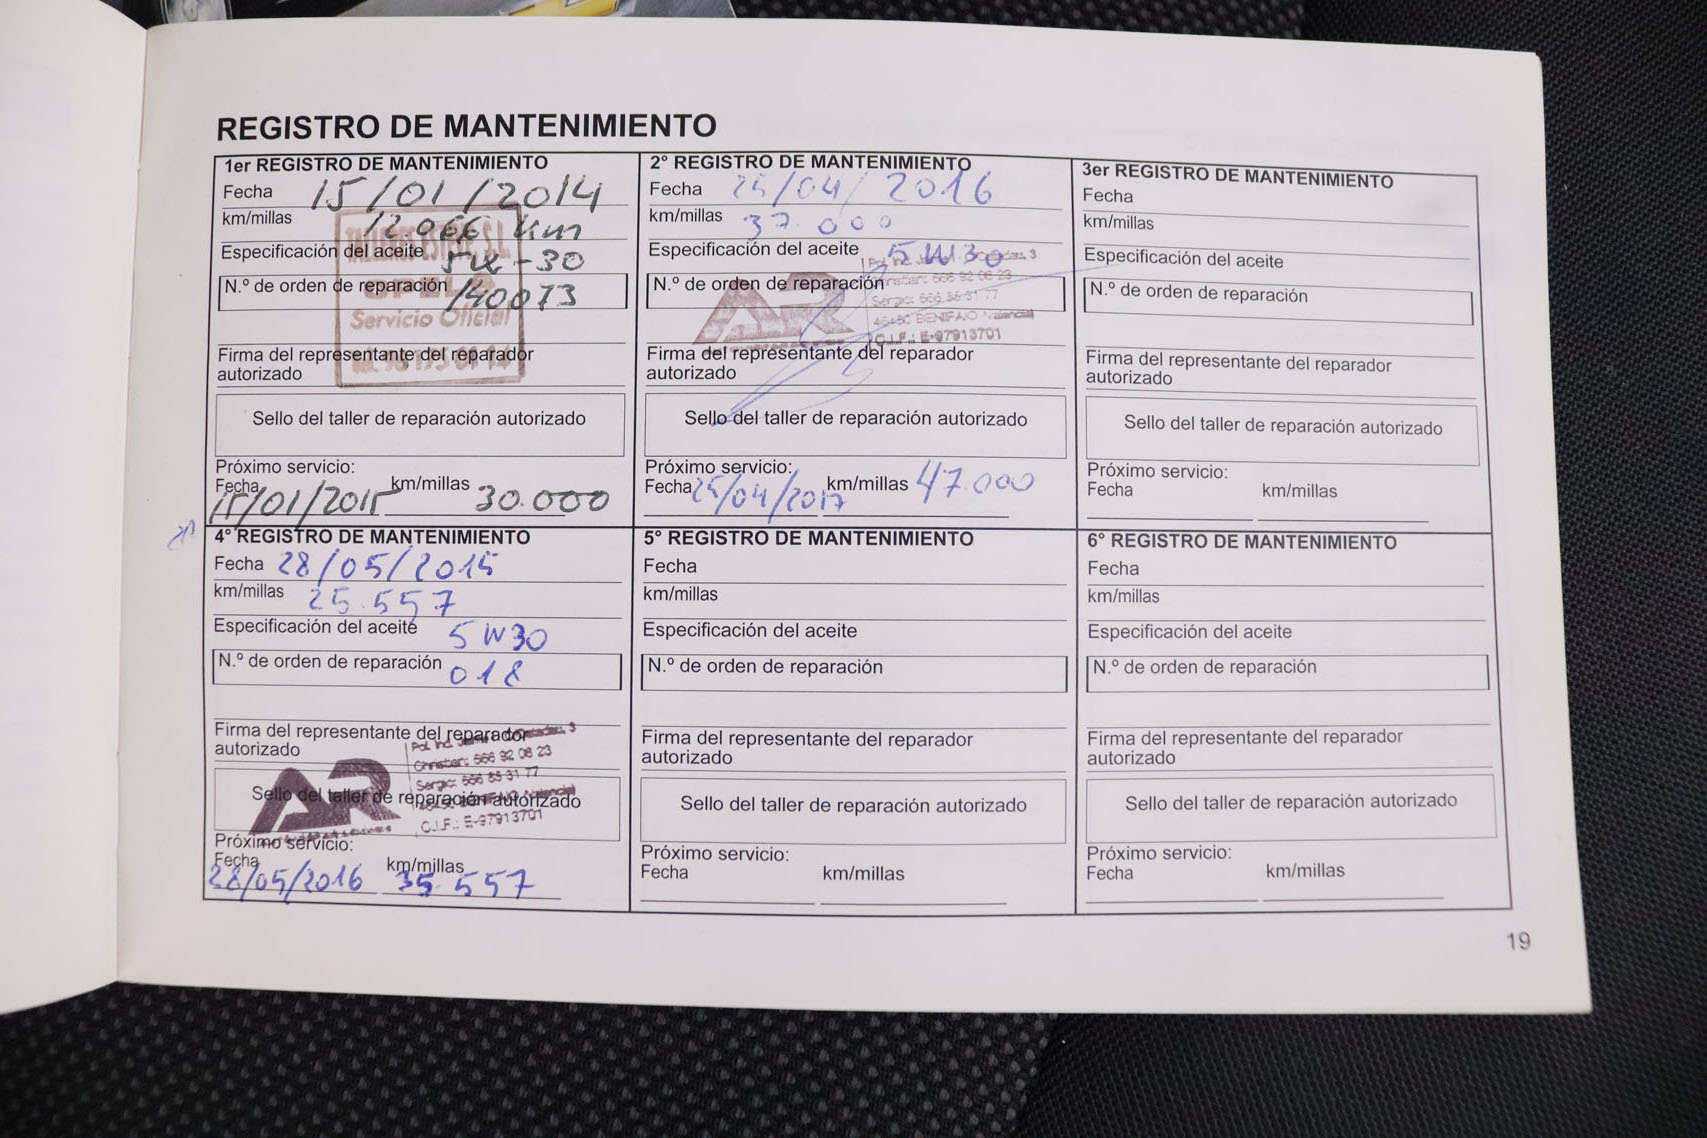 REGISTRO DE MANTENIMIENTO
1er REGISTRO DE MANTENIMIENTO
Fecha 15/01/2014
km/millas 12.066 km
Especificación del aceite 5W-30
N.º de orden de reparación 140073
Servicio Oficial
Firma del representante del reparador
autorizado
Sello del taller de reparación autorizado
Próximo servicio:
Fecha 15/01/2015 km/millas 30.000
2º REGISTRO DE MANTENIMIENTO
Fecha 25/04/2016
km/millas 37.000
Especificación del aceite 5W30
N.º de orden de reparación
AR
46450 BENIFAJO (Valencia)
C.I.F.: E-97913701
Firma del representante del reparador
autorizado
Sello del taller de reparación autorizado
Próximo servicio:
Fecha 25/04/2017 km/millas 47.000
3er REGISTRO DE MANTENIMIENTO
Fecha
km/millas
Especificación del aceite
N.º de orden de reparación
Firma del representante del reparador
autorizado
Sello del taller de reparación autorizado
Próximo servicio:
Fecha km/millas
4º REGISTRO DE MANTENIMIENTO
Fecha 28/05/2015
km/millas 25.557
Especificación del aceite 5W30
N.º de orden de reparación 018
Firma del representante del reparador
autorizado
Pol. Ind.
666 92 08 23
AR
Sello del taller de reparación autorizado
C.I.F.: E-97913701
Próximo servicio:
Fecha 28/05/2016 km/millas 35.557
5º REGISTRO DE MANTENIMIENTO
Fecha
km/millas
Especificación del aceite
N.º de orden de reparación
Firma del representante del reparador
autorizado
Sello del taller de reparación autorizado
Próximo servicio:
Fecha km/millas
6º REGISTRO DE MANTENIMIENTO
Fecha
km/millas
Especificación del aceite
N.º de orden de reparación
Firma del representante del reparador
autorizado
Sello del taller de reparación autorizado
Próximo servicio:
Fecha km/millas
19